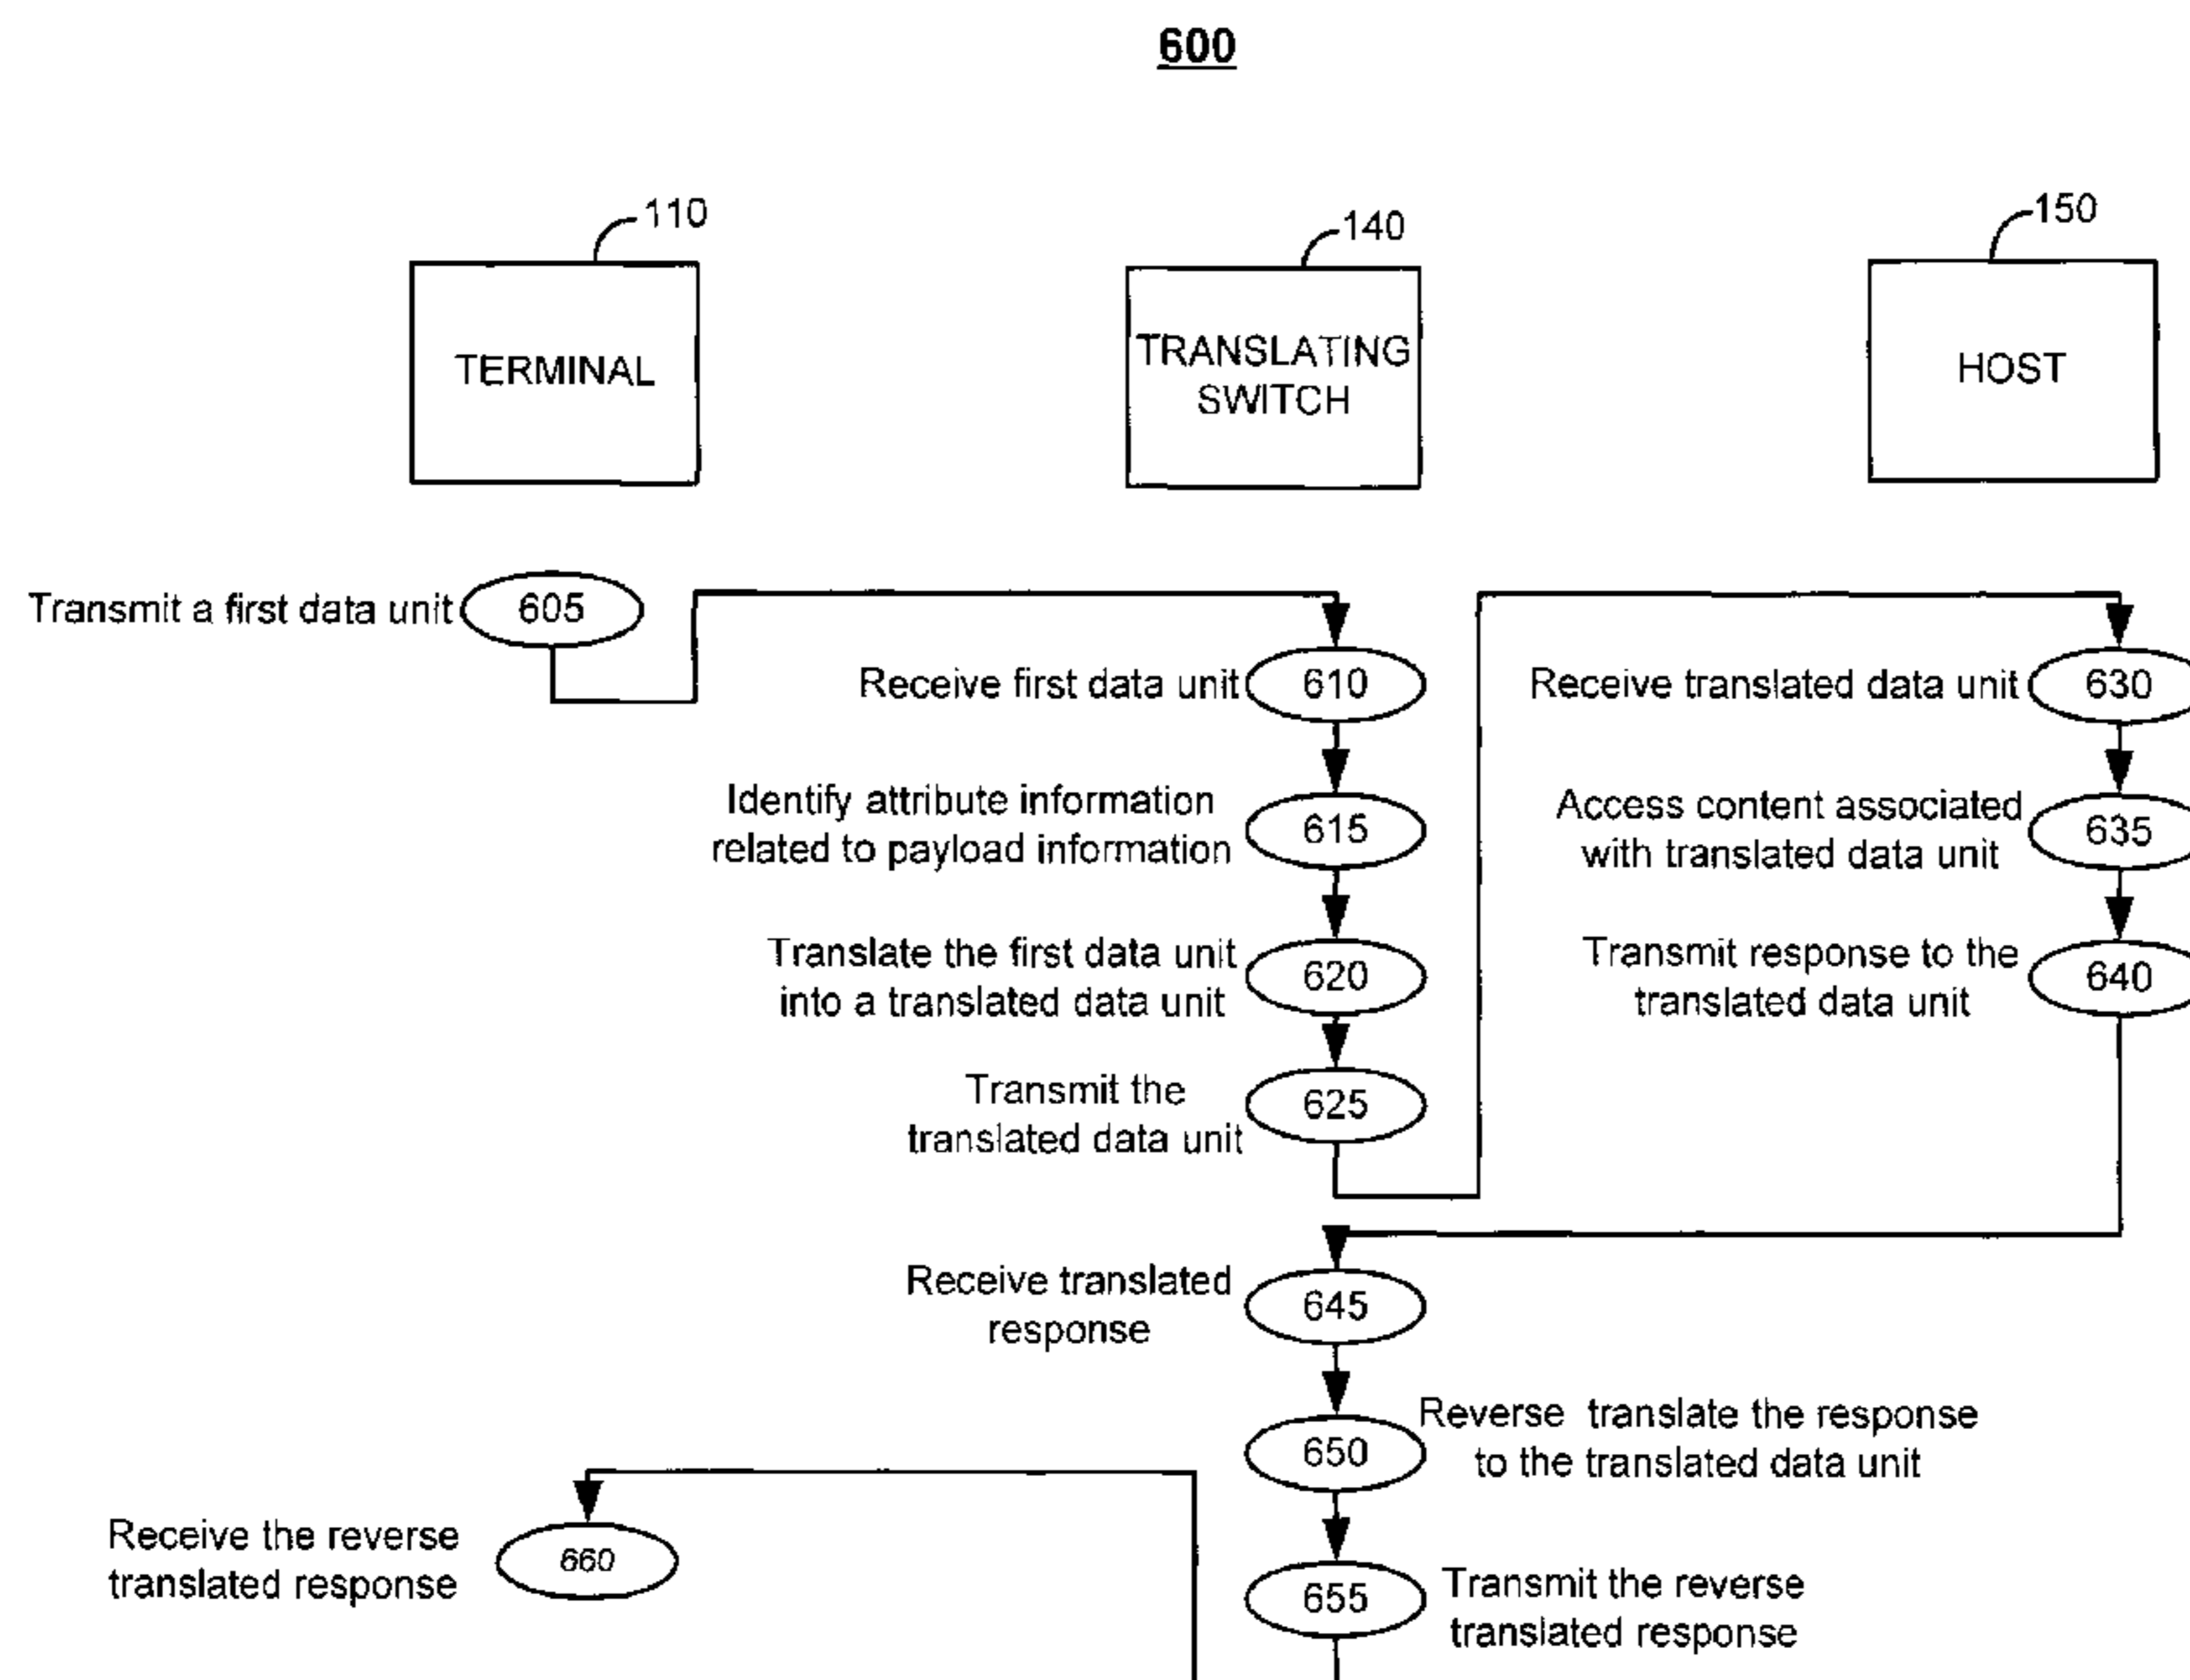 600
110
140
150
TERMINAL
TRANSLATING
SWITCH
HOST
Transmit a first data unit
605
Receive first data unit
610
Receive translated data unit
630
Identify attribute information
related to payload information
615
Access content associated
with translated data unit
635
Translate the first data unit
into a translated data unit
620
Transmit response to the
translated data unit
640
Transmit the
translated data unit
625
Receive translated
response
645
650
Reverse translate the response
to the translated data unit
Receive the reverse
translated response
660
655
Transmit the reverse
translated response